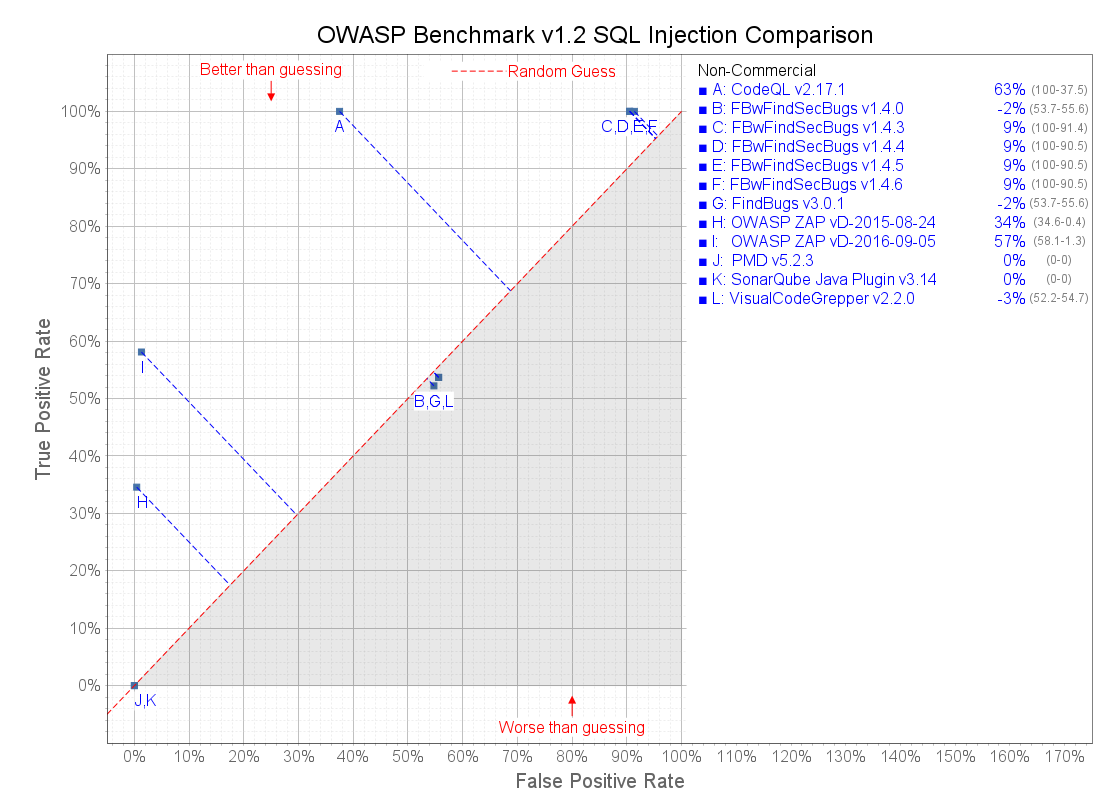 OWASP Benchmark v1.2 SQL Injection Comparison
Better than guessing
Random Guess
Non-Commercial
A: CodeQL v2.17.1 63% (100-37.5)
B: FBwFindSecBugs v1.4.0 -2% (53.7-55.6)
C: FBwFindSecBugs v1.4.3 9% (100-91.4)
D: FBwFindSecBugs v1.4.4 9% (100-90.5)
E: FBwFindSecBugs v1.4.5 9% (100-90.5)
F: FBwFindSecBugs v1.4.6 9% (100-90.5)
G: FindBugs v3.0.1 -2% (53.7-55.6)
H: OWASP ZAP vD-2015-08-24 34% (34.6-0.4)
I: OWASP ZAP vD-2016-09-05 57% (58.1-1.3)
J: PMD v5.2.3 0% (0-0)
K: SonarQube Java Plugin v3.14 0% (0-0)
L: VisualCodeGrepper v2.2.0 -3% (52.2-54.7)
100%
90%
80%
70%
60%
50%
40%
30%
20%
10%
0%
True Positive Rate
A
C,D,E,F
I
B,G,L
H
J,K
Worse than guessing
0% 10% 20% 30% 40% 50% 60% 70% 80% 90% 100% 110% 120% 130% 140% 150% 160% 170%
False Positive Rate